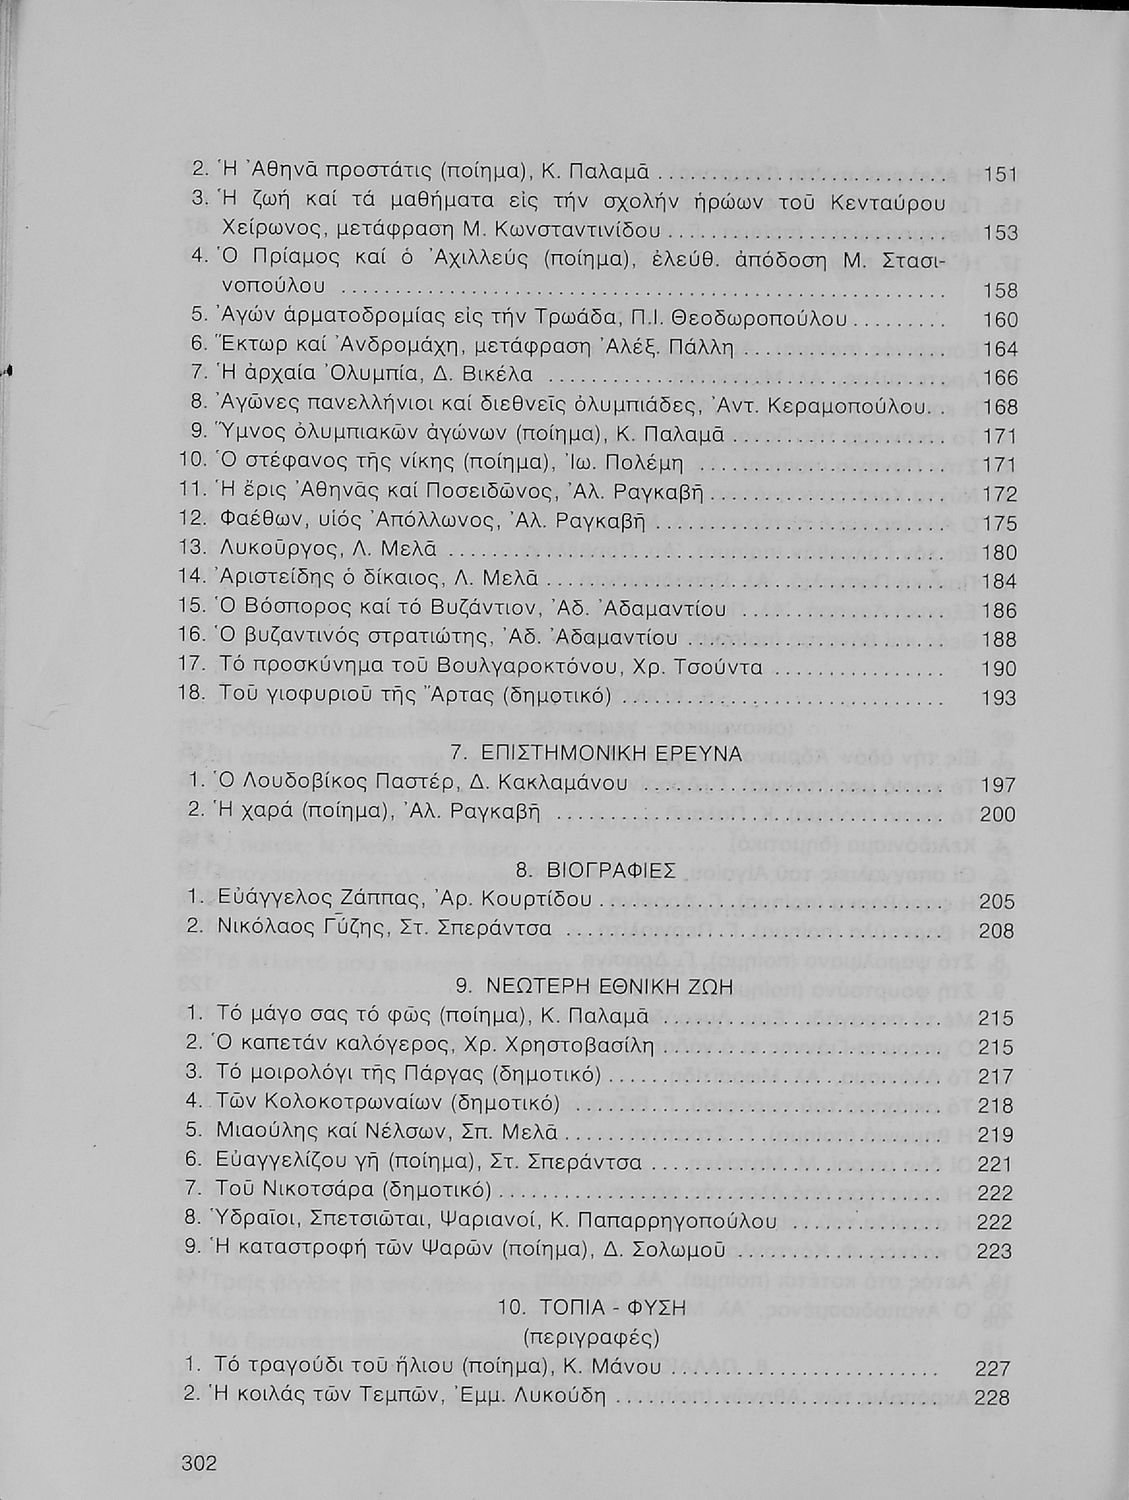 2. Ἡ Ἀθηνᾶ προστάτις (ποίημα), Κ. Παλαμᾶ .......................... 151
3. Ἡ ζωή καί τά μαθήματα εἰς τήν σχολήν ἡρώων τοῦ Κενταύρου
Χείρωνος, μετάφραση Μ. Κωνσταντινίδου .......................... 153
4. Ὁ Πρίαμος καί ὁ Ἀχιλλεύς (ποίημα), ἐλεύθ. ἀπόδοση Μ. Στασι-
νοπούλου .......................... 158
5. Ἀγών ἁρματοδρομίας εἰς τήν Τρωάδα, Π.Ι. Θεοδωροπούλου ......... 160
6. Ἕκτωρ καί Ἀνδρομάχη, μετάφραση Ἀλέξ. Πάλλη ................... 164
7. Ἡ ἀρχαία Ὀλυμπία, Δ. Βικέλα .......................... 166
8. Ἀγῶνες πανελλήνιοι καί διεθνεῖς ὀλυμπιάδες, Ἀντ. Κεραμοπούλου. . 168
9. Ὕμνος ὀλυμπιακῶν ἀγώνων (ποίημα), Κ. Παλαμᾶ .................... 171
10. Ὁ στέφανος τῆς νίκης (ποίημα), Ἰω. Πολέμη ....................... 171
11. Ἡ ἔρις Ἀθηνᾶς καί Ποσειδῶνος, Ἀλ. Ραγκαβῆ ...................... 172
12. Φαέθων, υἱός Ἀπόλλωνος, Ἀλ. Ραγκαβῆ .......................... 175
13. Λυκοῦργος, Λ. Μελᾶ .......................... 180
14. Ἀριστείδης ὁ δίκαιος, Λ. Μελᾶ .......................... 184
15. Ὁ Βόσπορος καί τό Βυζάντιον, Ἀδ. Ἀδαμαντίου ................... 186
16. Ὁ βυζαντινός στρατιώτης, Ἀδ. Ἀδαμαντίου ........................ 188
17. Τό προσκύνημα τοῦ Βουλγαροκτόνου, Χρ. Τσούντα ................ 190
18. Τοῦ γιοφυριοῦ τῆς Ἄρτας (δημοτικό) .......................... 193
7. ΕΠΙΣΤΗΜΟΝΙΚΗ ΕΡΕΥΝΑ
1. Ὁ Λουδοβίκος Παστέρ, Δ. Κακλαμάνου .......................... 197
2. Ἡ χαρά (ποίημα), Ἀλ. Ραγκαβῆ .......................... 200
8. ΒΙΟΓΡΑΦΙΕΣ
1. Εὐάγγελος Ζάππας, Ἀρ. Κουρτίδου .......................... 205
2. Νικόλαος Γύζης, Στ. Σπεράντσα .......................... 208
9. ΝΕΩΤΕΡΗ ΕΘΝΙΚΗ ΖΩΗ
1. Τό μάγο σας τό φῶς (ποίημα), Κ. Παλαμᾶ .......................... 215
2. Ὁ καπετάν καλόγερος, Χρ. Χρηστοβασίλη .......................... 215
3. Τό μοιρολόγι τῆς Πάργας (δημοτικό) .......................... 217
4. Τῶν Κολοκοτρωναίων (δημοτικό) .......................... 218
5. Μιαούλης καί Νέλσων, Σπ. Μελᾶ .......................... 219
6. Εὐαγγελίζου γῆ (ποίημα), Στ. Σπεράντσα .......................... 221
7. Τοῦ Νικοτσάρα (δημοτικό) .......................... 222
8. Ὑδραῖοι, Σπετσιῶται, Ψαριανοί, Κ. Παπαρρηγοπούλου .............. 222
9. Ἡ καταστροφή τῶν Ψαρῶν (ποίημα), Δ. Σολωμοῦ ................... 223
10. ΤΟΠΙΑ - ΦΥΣΗ
(περιγραφές)
1. Τό τραγούδι τοῦ ἥλιου (ποίημα), Κ. Μάνου ......................... 227
2. Ἡ κοιλάς τῶν Τεμπῶν, Ἐμμ. Λυκούδη .......................... 228
302